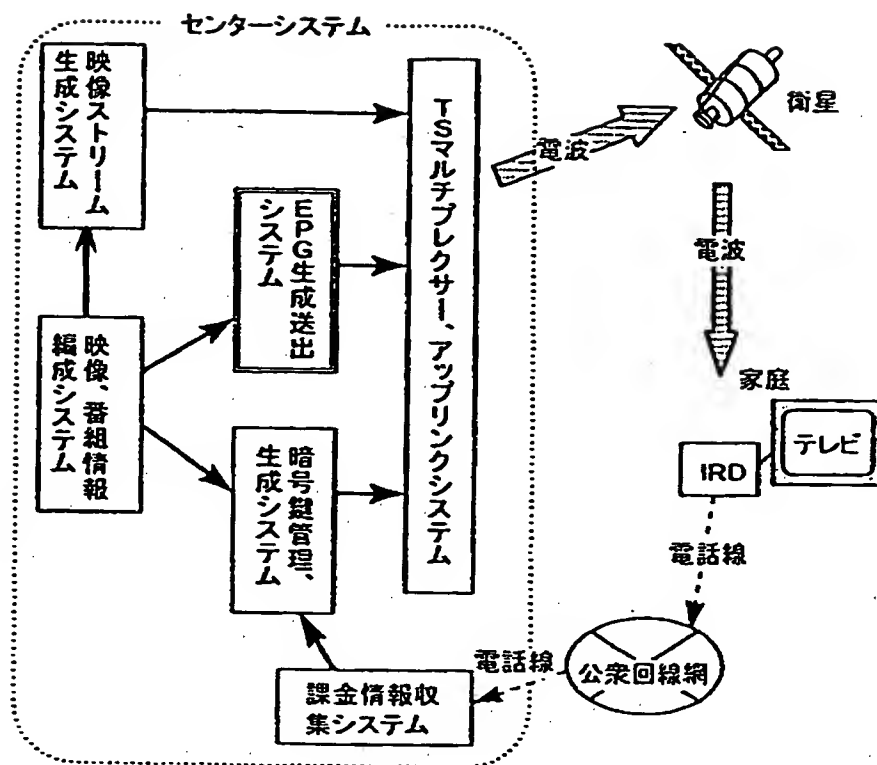 センターシステム
映像ストリーム
生成システム
EPG生成送出
システム
映像、番組情報
編成システム
暗号鍵管理、
生成システム
TSマルチプレクサー、アップリンクシステム
課金情報収
集システム
電波
衛星
電波
家庭
テレビ
IRD
電話線
公衆回線網
電話線